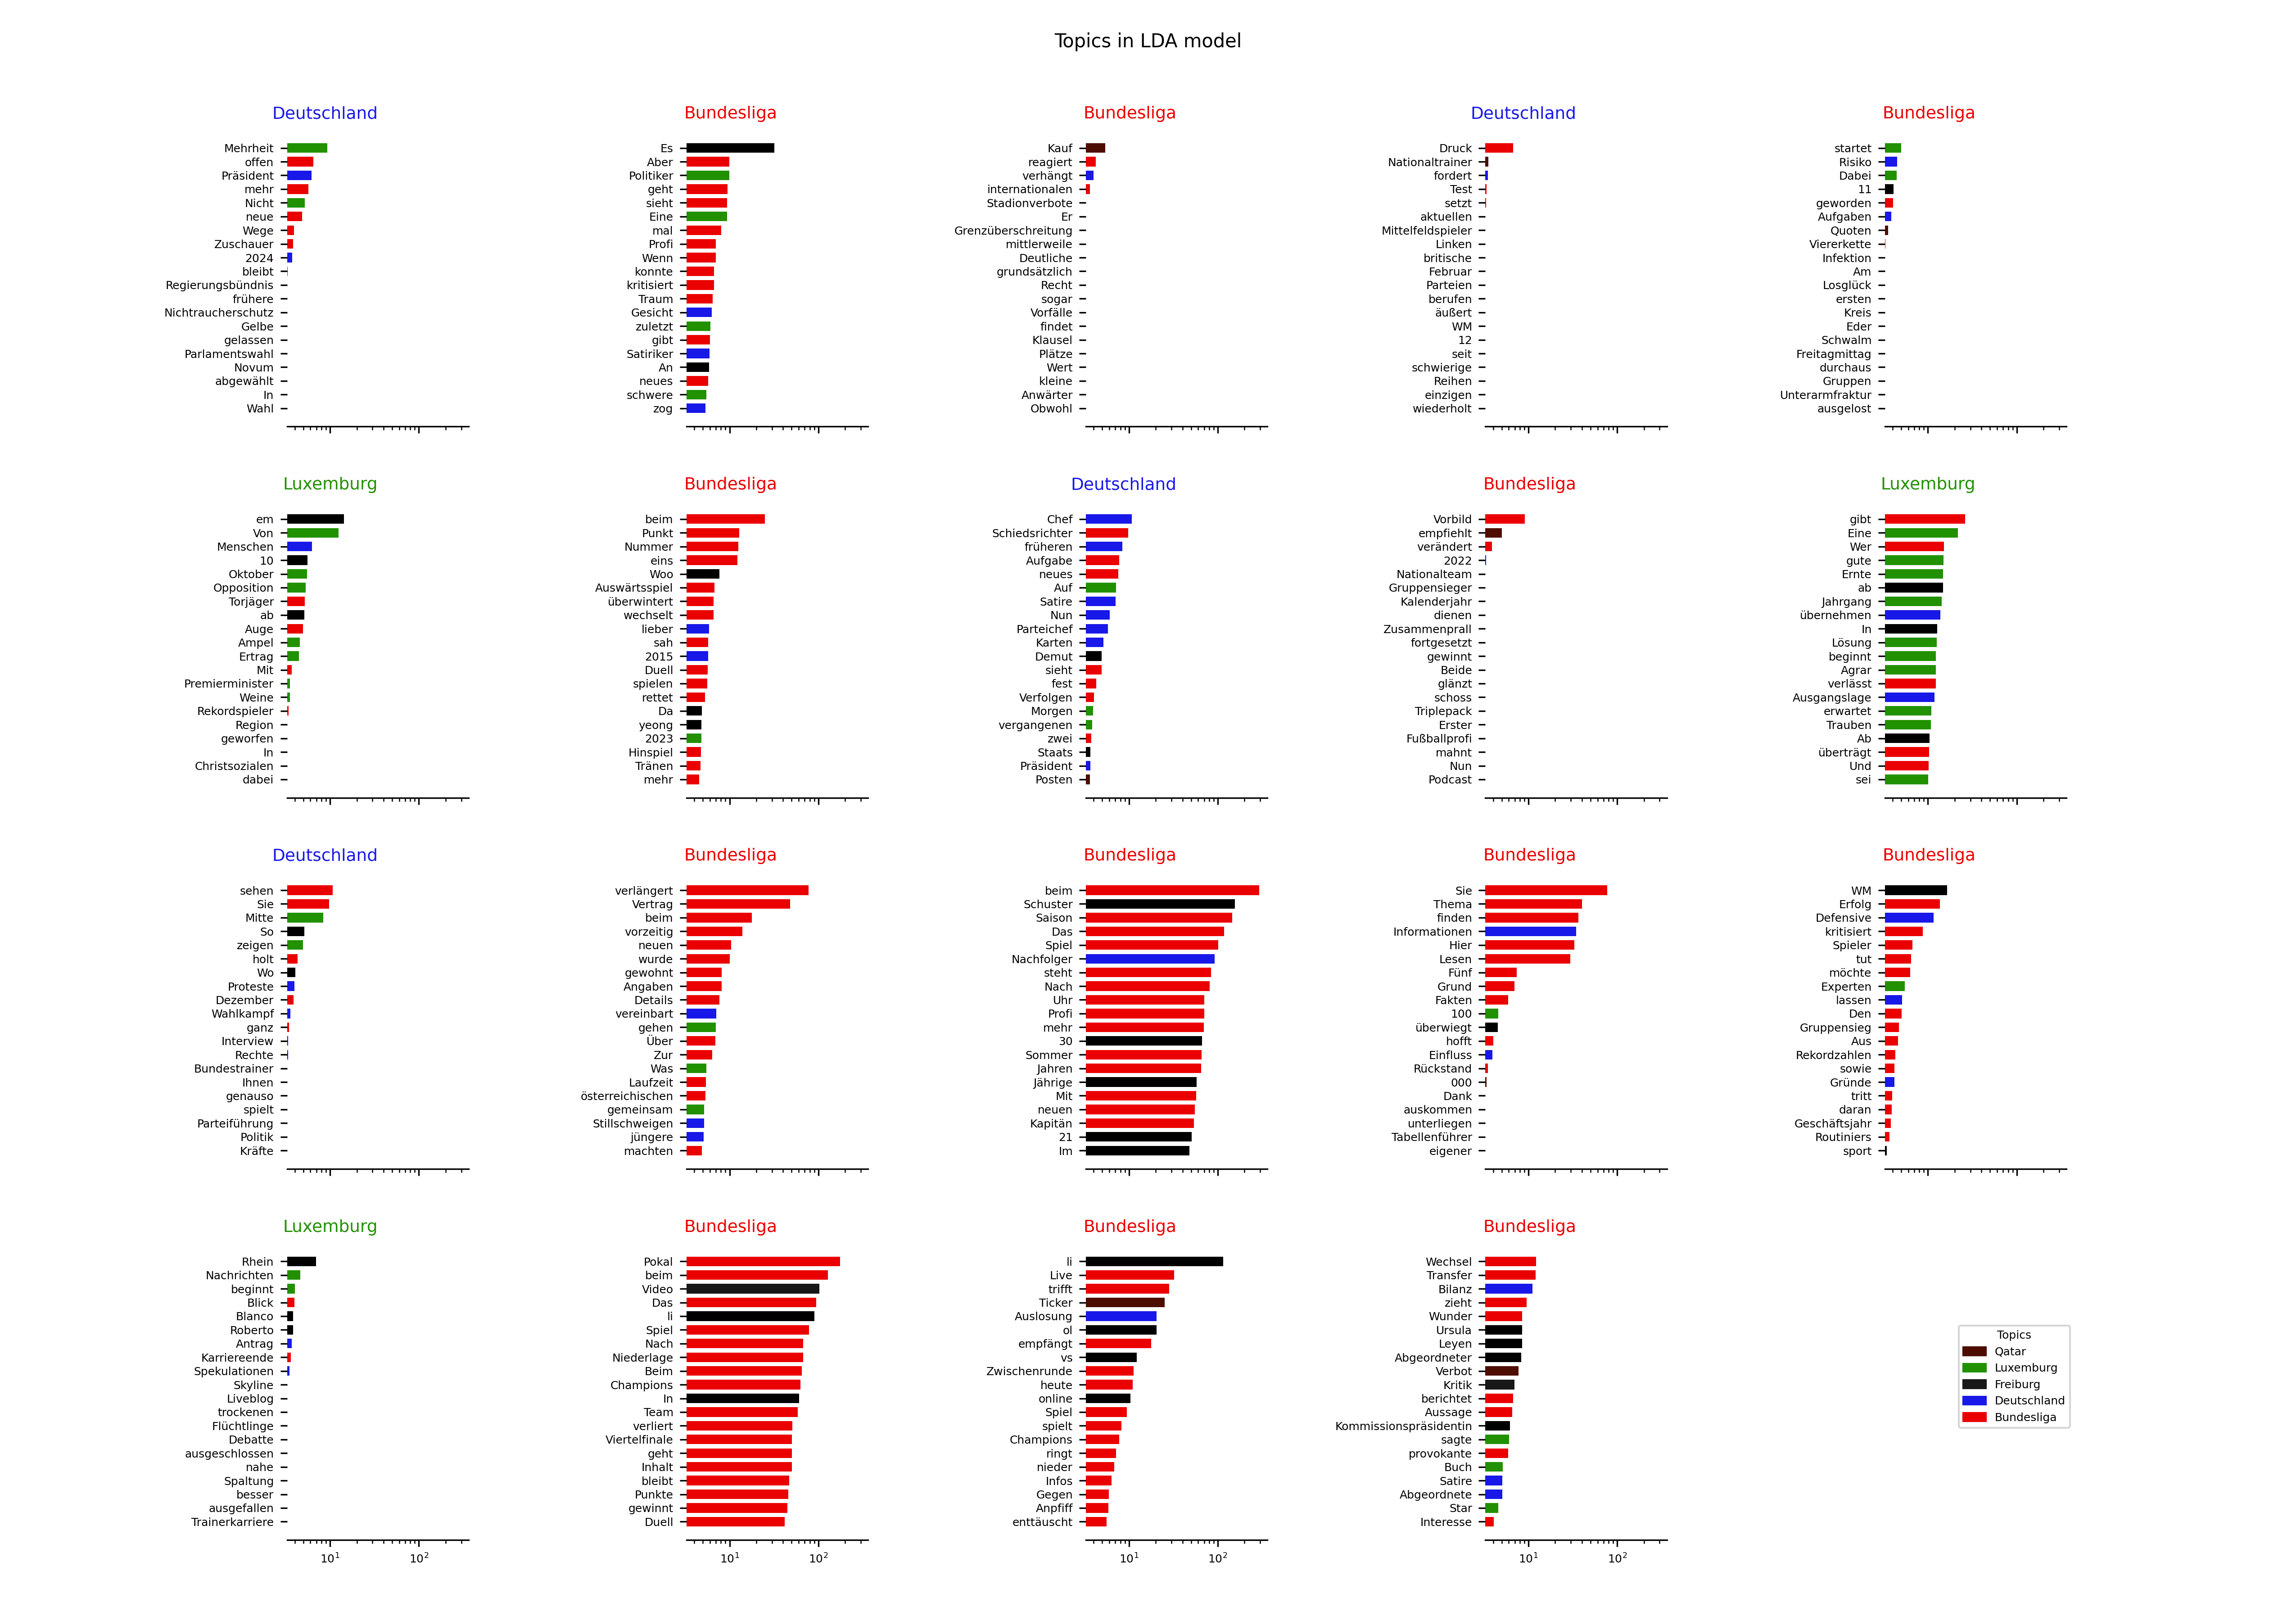 Topics in LDA model
Deutschland
Mehrheit
offen
Präsident
mehr
Nicht
neue
Wege
Zuschauer
2024
bleibt
Regierungsbündnis
frühere
Nichtraucherschutz
Gelbe
gelassen
Parlamentswahl
Novum
abgewählt
In
Wahl
Bundesliga
Es
Aber
Politiker
geht
sieht
Eine
mal
Profi
Wenn
konnte
kritisiert
Traum
Gesicht
zuletzt
gibt
Satiriker
An
neues
schwere
zog
Bundesliga
Kauf
reagiert
verhängt
internationalen
Stadionverbote
Er
Grenzüberschreitung
mittlerweile
Deutliche
grundsätzlich
Recht
sogar
Vorfälle
findet
Klausel
Plätze
Wert
kleine
Anwärter
Obwohl
Deutschland
Druck
Nationaltrainer
fordert
Test
setzt
aktuellen
Mittelfeldspieler
Linken
britische
Februar
Parteien
berufen
äußert
WM
12
seit
schwierige
Reihen
einzigen
wiederholt
Bundesliga
startet
Risiko
Dabei
11
geworden
Aufgaben
Quoten
Viererkette
Infektion
Am
Losglück
ersten
Kreis
Eder
Schwalm
Freitagmittag
durchaus
Gruppen
Unterarmfraktur
ausgelost
Luxemburg
em
Von
Menschen
10
Oktober
Opposition
Torjäger
ab
Auge
Ampel
Ertrag
Mit
Premierminister
Weine
Rekordspieler
Region
geworfen
In
Christsozialen
dabei
Bundesliga
beim
Punkt
Nummer
eins
Woo
Auswärtsspiel
überwintert
wechselt
lieber
sah
2015
Duell
spielen
rettet
Da
yeong
2023
Hinspiel
Tränen
mehr
Deutschland
Chef
Schiedsrichter
früheren
Aufgabe
neues
Auf
Satire
Nun
Parteichef
Karten
Demut
sieht
fest
Verfolgen
Morgen
vergangenen
zwei
Staats
Präsident
Posten
Bundesliga
Vorbild
empfiehlt
verändert
2022
Nationalteam
Gruppensieger
Kalenderjahr
dienen
Zusammenprall
fortgesetzt
gewinnt
Beide
glänzt
schoss
Triplepack
Erster
Fußballprofi
mahnt
Nun
Podcast
Luxemburg
gibt
Eine
Wer
gute
Ernte
ab
Jahrgang
übernehmen
In
Lösung
beginnt
Agrar
verlässt
Ausgangslage
erwartet
Trauben
Ab
überträgt
Und
sei
Deutschland
sehen
Sie
Mitte
So
zeigen
holt
Wo
Proteste
Dezember
Wahlkampf
ganz
Interview
Rechte
Bundestrainer
Ihnen
genauso
spielt
Parteiführung
Politik
Kräfte
Bundesliga
verlängert
Vertrag
beim
vorzeitig
neuen
wurde
gewohnt
Angaben
Details
vereinbart
gehen
Über
Zur
Was
Laufzeit
österreichischen
gemeinsam
Stillschweigen
jüngere
machten
Bundesliga
beim
Schuster
Saison
Das
Spiel
Nachfolger
steht
Nach
Uhr
Profi
mehr
30
Sommer
Jahren
Jährige
Mit
neuen
Kapitän
21
Im
Bundesliga
Sie
Thema
finden
Informationen
Hier
Lesen
Fünf
Grund
Fakten
100
überwiegt
hofft
Einfluss
Rückstand
000
Dank
auskommen
unterliegen
Tabellenführer
eigener
Bundesliga
WM
Erfolg
Defensive
kritisiert
Spieler
tut
möchte
Experten
lassen
Den
Gruppensieg
Aus
Rekordzahlen
sowie
Gründe
tritt
daran
Geschäftsjahr
Routiniers
sport
Luxemburg
Rhein
Nachrichten
beginnt
Blick
Blanco
Roberto
Antrag
Karriereende
Spekulationen
Skyline
Liveblog
trockenen
Flüchtlinge
Debatte
ausgeschlossen
nahe
Spaltung
besser
ausgefallen
Trainerkarriere
10¹ 10²
Bundesliga
Pokal
beim
Video
Das
li
Spiel
Nach
Niederlage
Beim
Champions
In
Team
verliert
Viertelfinale
geht
Inhalt
bleibt
Punkte
gewinnt
Duell
10¹ 10²
Bundesliga
li
Live
trifft
Ticker
Auslosung
ol
empfängt
vs
Zwischenrunde
heute
online
Spiel
spielt
Champions
ringt
nieder
Infos
Gegen
Anpfiff
enttäuscht
10¹ 10²
Bundesliga
Wechsel
Transfer
Bilanz
zieht
Wunder
Ursula
Leyen
Abgeordneter
Verbot
Kritik
berichtet
Aussage
Kommissionspräsidentin
sagte
provokante
Buch
Satire
Abgeordnete
Star
Interesse
10¹ 10²
Topics
Qatar
Luxemburg
Freiburg
Deutschland
Bundesliga